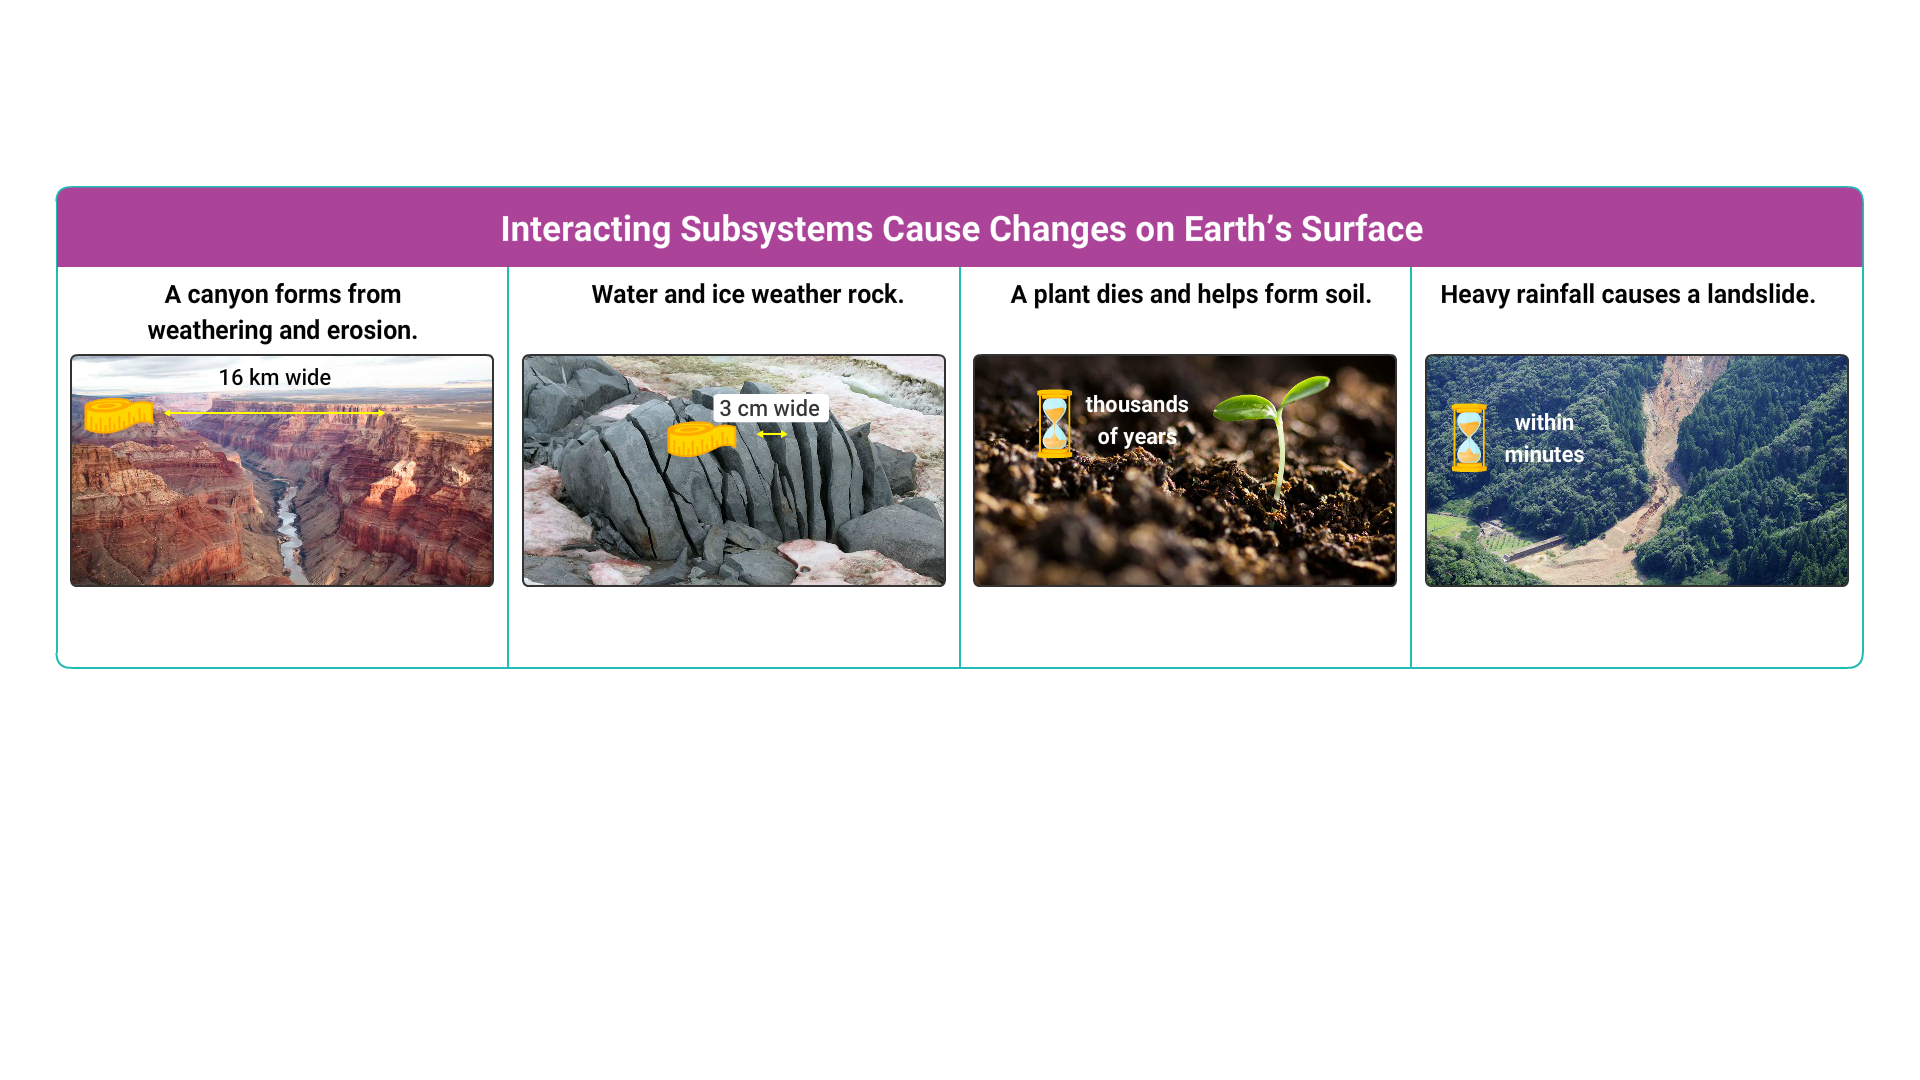 Interacting Subsystems Cause Changes on Earth’s Surface
A canyon forms from
weathering and erosion.
16 km wide
Water and ice weather rock.
3 cm wide
A plant dies and helps form soil.
thousands
of years
Heavy rainfall causes a landslide.
within
minutes